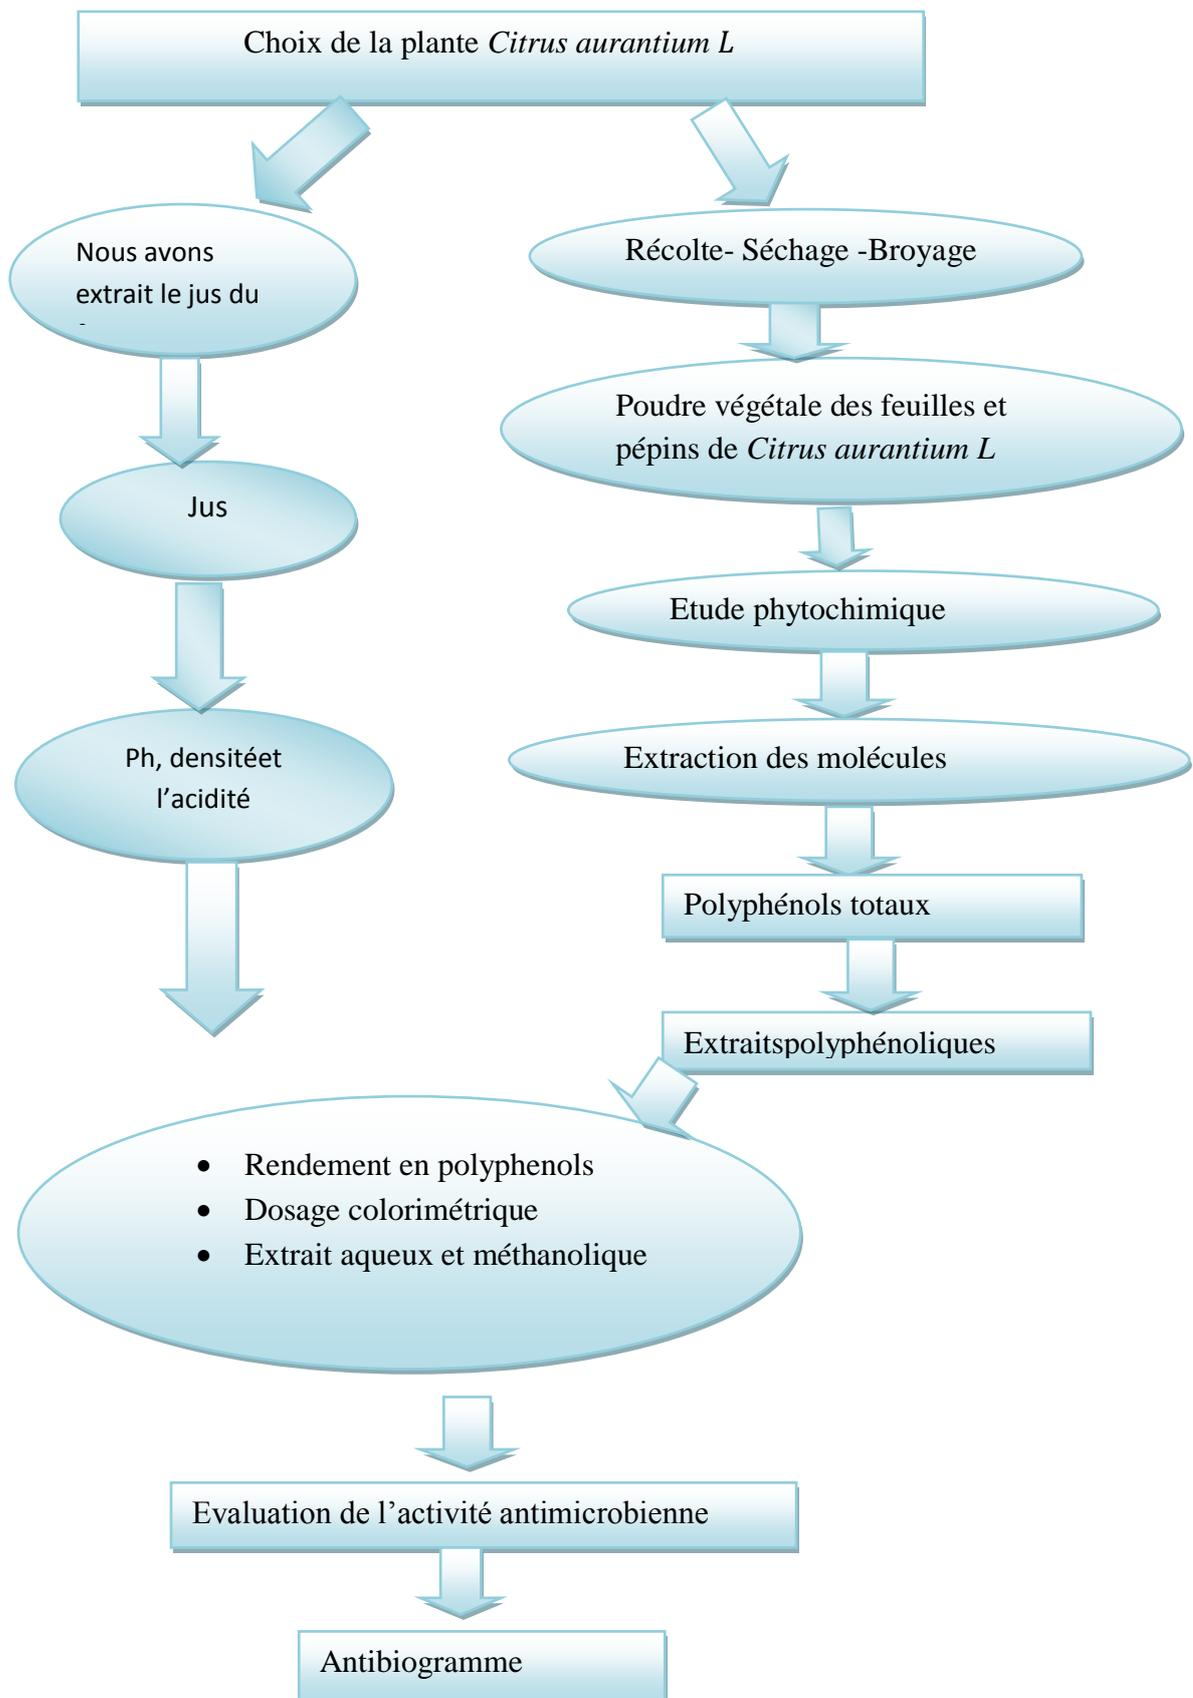 Choix de la plante Citrus aurantium L
Nous avons
extrait le jus du
Récolte- Séchage -Broyage
Poudre végétale des feuilles et
pépins de Citrus aurantium L
Jus
Etude phytochimique
Ph, densitéet
l'acidité
Extraction des molécules
Polyphénols totaux
Extraitspolyphénoliques
• Rendement en polyphenols
• Dosage colorimétrique
• Extrait aqueux et méthanolique
Evaluation de l'activité antimicrobienne
Antibiogramme